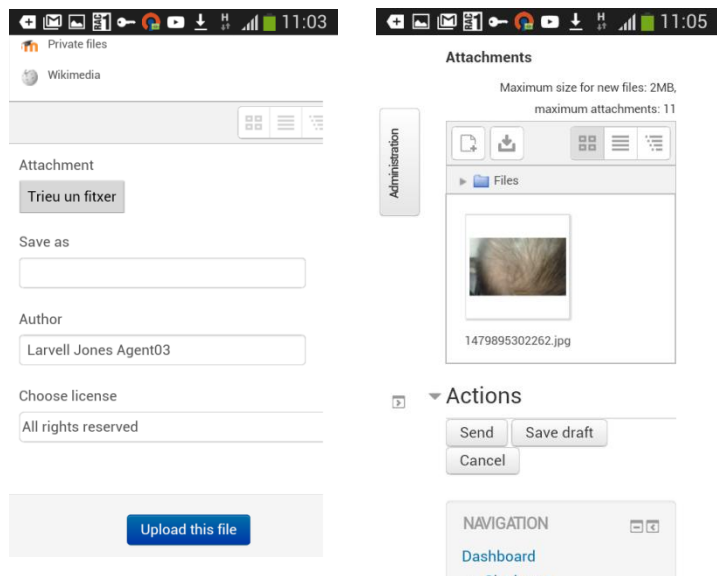 11:03
Private files
Wikimedia
Attachment
Trieu un fitxer
Save as
Author
Larvell Jones Agent03
Choose license
All rights reserved
Upload this file
11:05
Attachments
Maximum size for new files: 2MB,
maximum attachments: 11
Administration
Files
1479895302262.jpg
Actions
Send
Save draft
Cancel
NAVIGATION
Dashboard